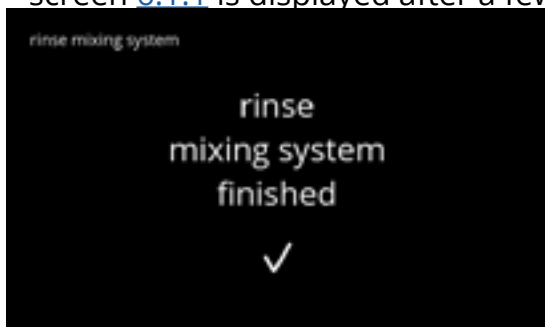 screen 6.1.1 is displayed after a few
rinse mixing system
rinse
mixing system
finished